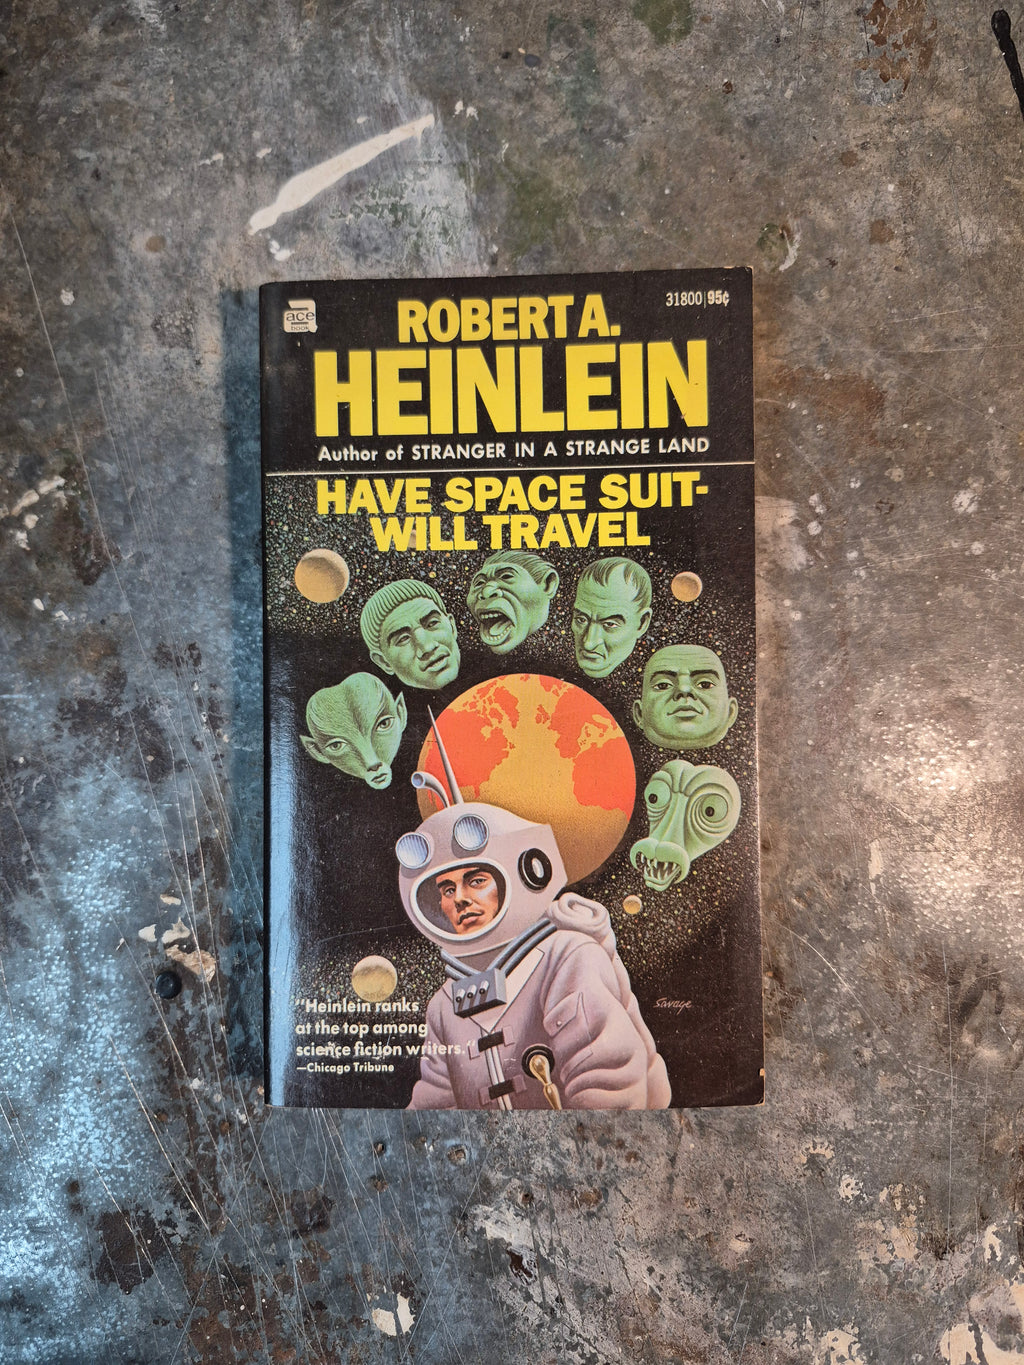 ace
book
31800 95¢
ROBERT A.
HEINLEIN
Author of STRANGER IN A STRANGE LAND
HAVE SPACE SUIT-
WILL TRAVEL
"Heinlein ranks
at the top among
science fiction writers."
—Chicago Tribune
Savage